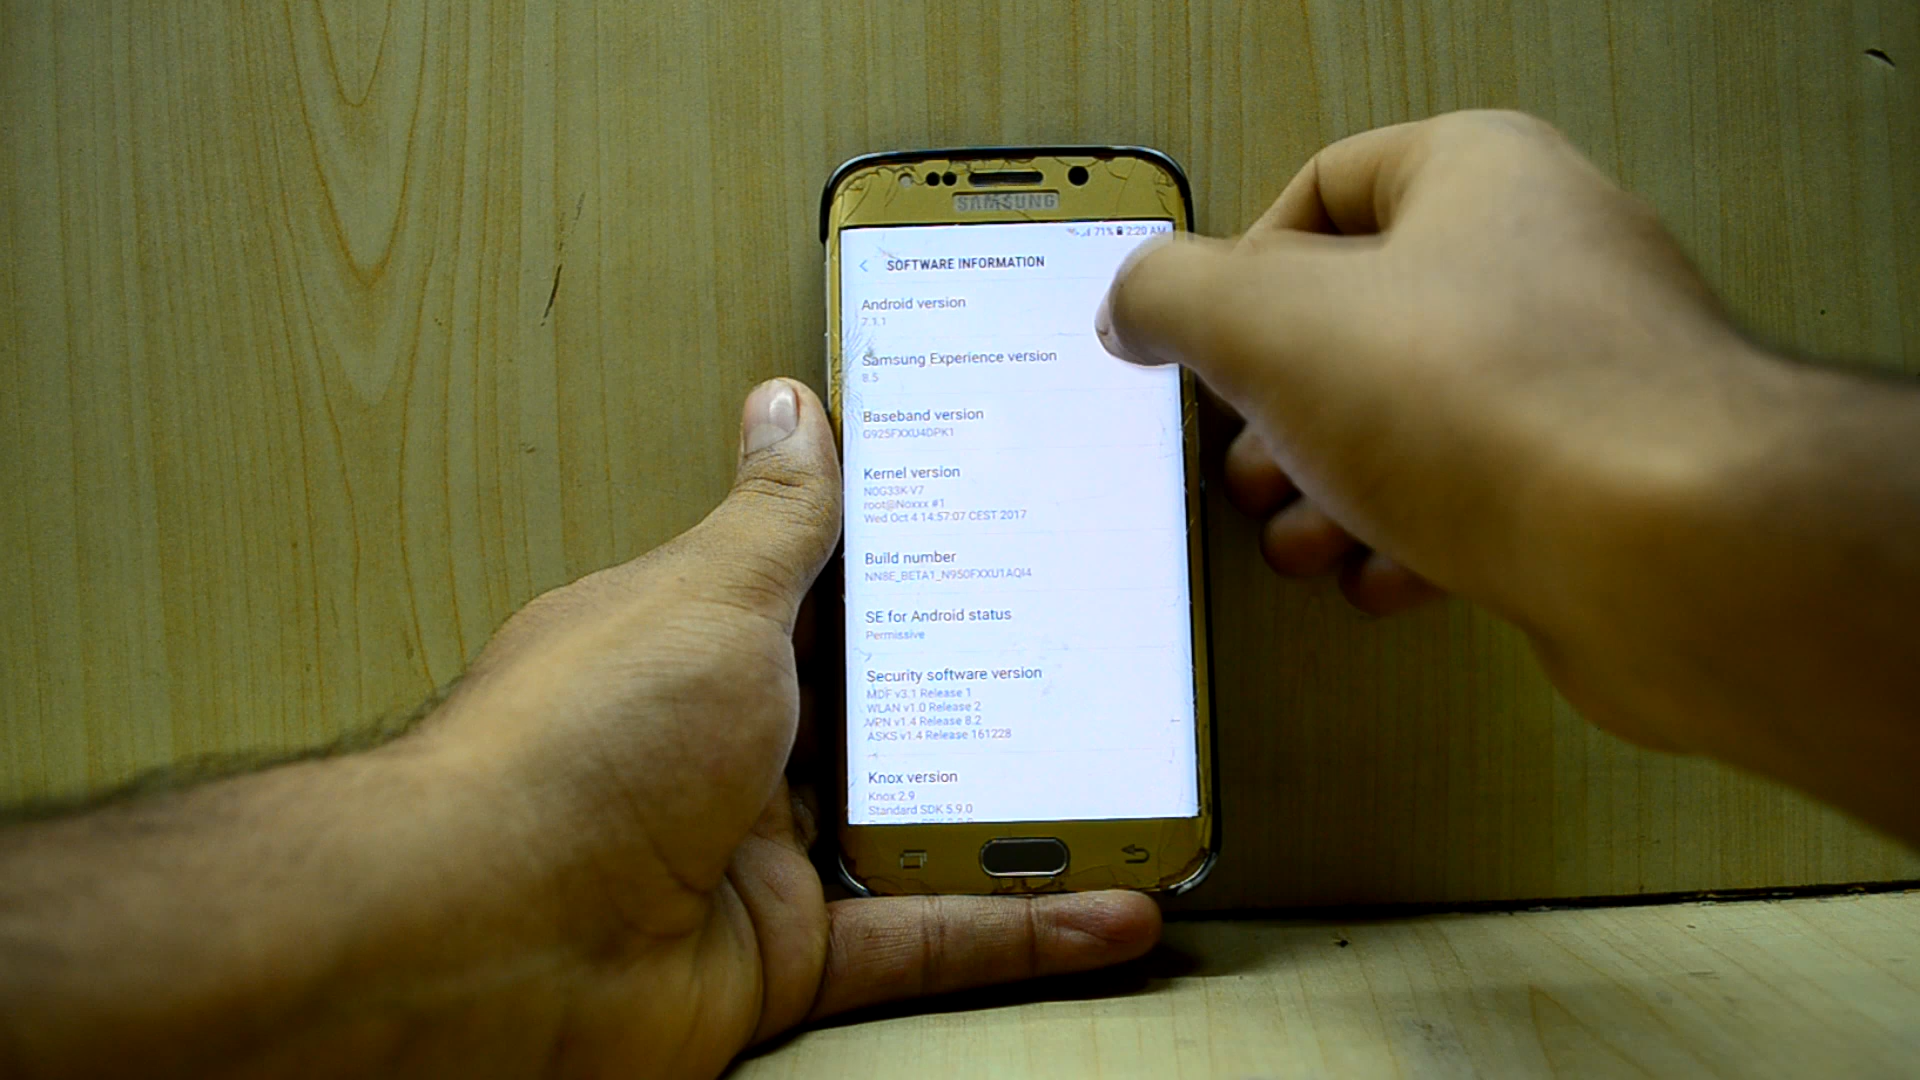 SAMSUNG
71% 2:20 AM
SOFTWARE INFORMATION
Android version
7.1.1
Samsung Experience version
8.5
Baseband version
G925FXXU4DPK1
Kernel version
N0G33K-V7
root@Noxxx #1
Wed Oct 4 14:57:07 CEST 2017
Build number
NN8E_BETA1_N950FXXU1AQI4
SE for Android status
Permissive
Security software version
MDF v3.1 Release 1
WLAN v1.0 Release 2
VPN v1.4 Release 8.2
ASKS v1.4 Release 161228
Knox version
Knox 2.9
Standard SDK 5.9.0